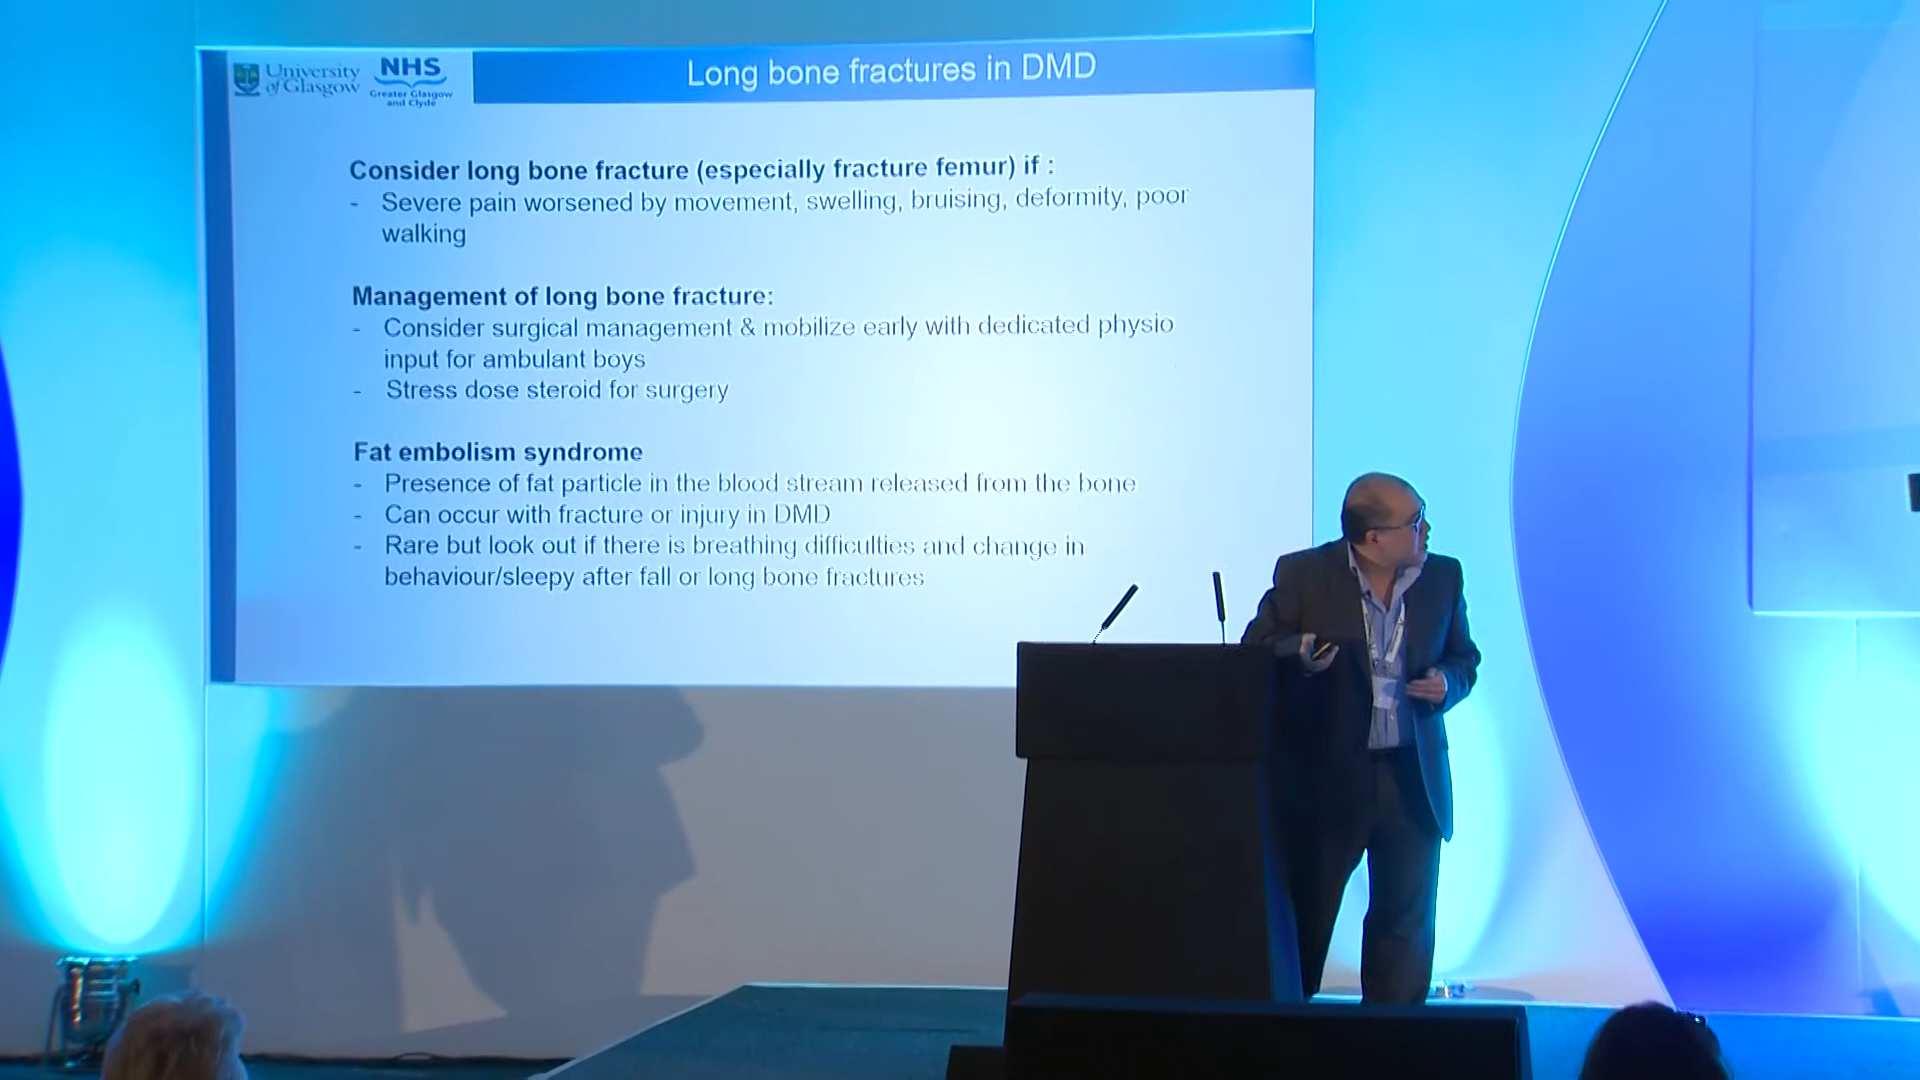 University
of Glasgow
NHS
Greater Glasgow
and Clyde
Long bone fractures in DMD
Consider long bone fracture (especially fracture femur) if :
- Severe pain worsened by movement, swelling, bruising, deformity, poor
walking
Management of long bone fracture:
- Consider surgical management & mobilize early with dedicated physio
input for ambulant boys
- Stress dose steroid for surgery
Fat embolism syndrome
- Presence of fat particle in the blood stream released from the bone
- Can occur with fracture or injury in DMD
- Rare but look out if there is breathing difficulties and change in
behaviour/sleepy after fall or long bone fractures